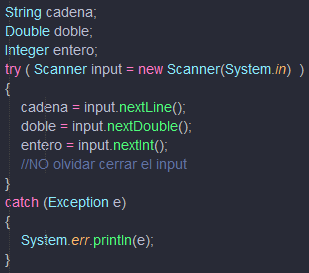 String cadena;
Double doble;
Integer entero;
try ( Scanner input = new Scanner(System.in)  )
{
cadena = input.nextLine();
doble = input.nextDouble();
entero = input.nextInt();
//NO olvidar cerrar el input
}
catch (Exception e)
{
System.err.println(e);
}